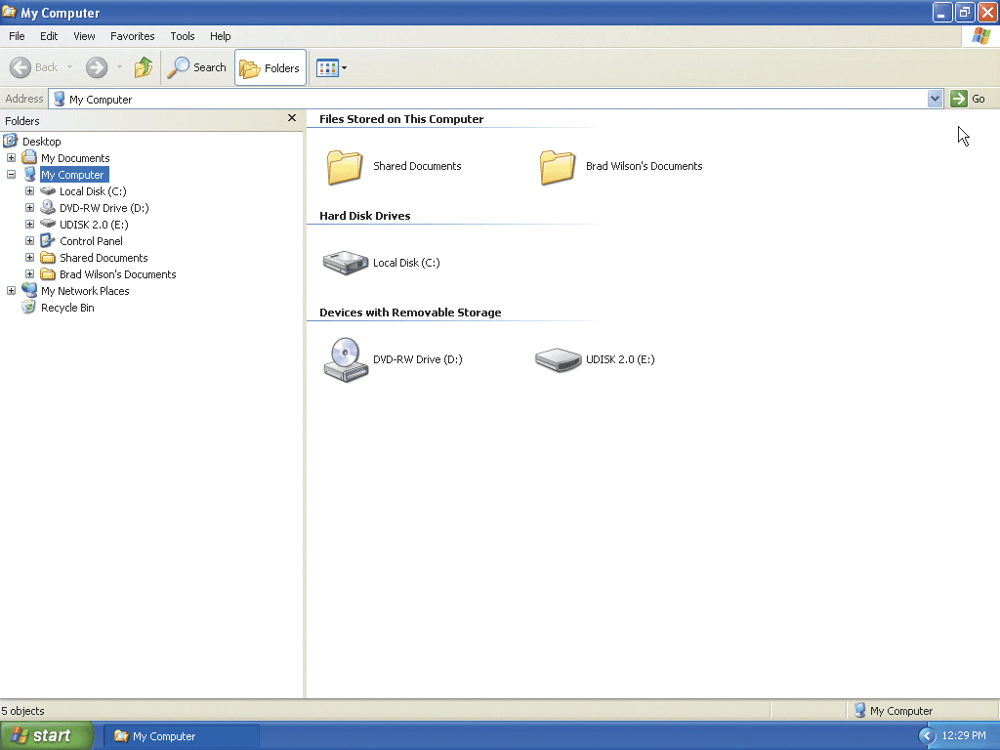 My Computer
File Edit View Favorites Tools Help
Back Search Folders
Address My Computer Go
Folders
Desktop
My Documents
My Computer
Local Disk (C:)
DVD-RW Drive (D:)
UDISK 2.0 (E:)
Control Panel
Shared Documents
Brad Wilson's Documents
My Network Places
Recycle Bin
Files Stored on This Computer
Shared Documents Brad Wilson's Documents
Hard Disk Drives
Local Disk (C:)
Devices with Removable Storage
DVD-RW Drive (D:) UDISK 2.0 (E:)
5 objects My Computer
start My Computer 12:29 PM